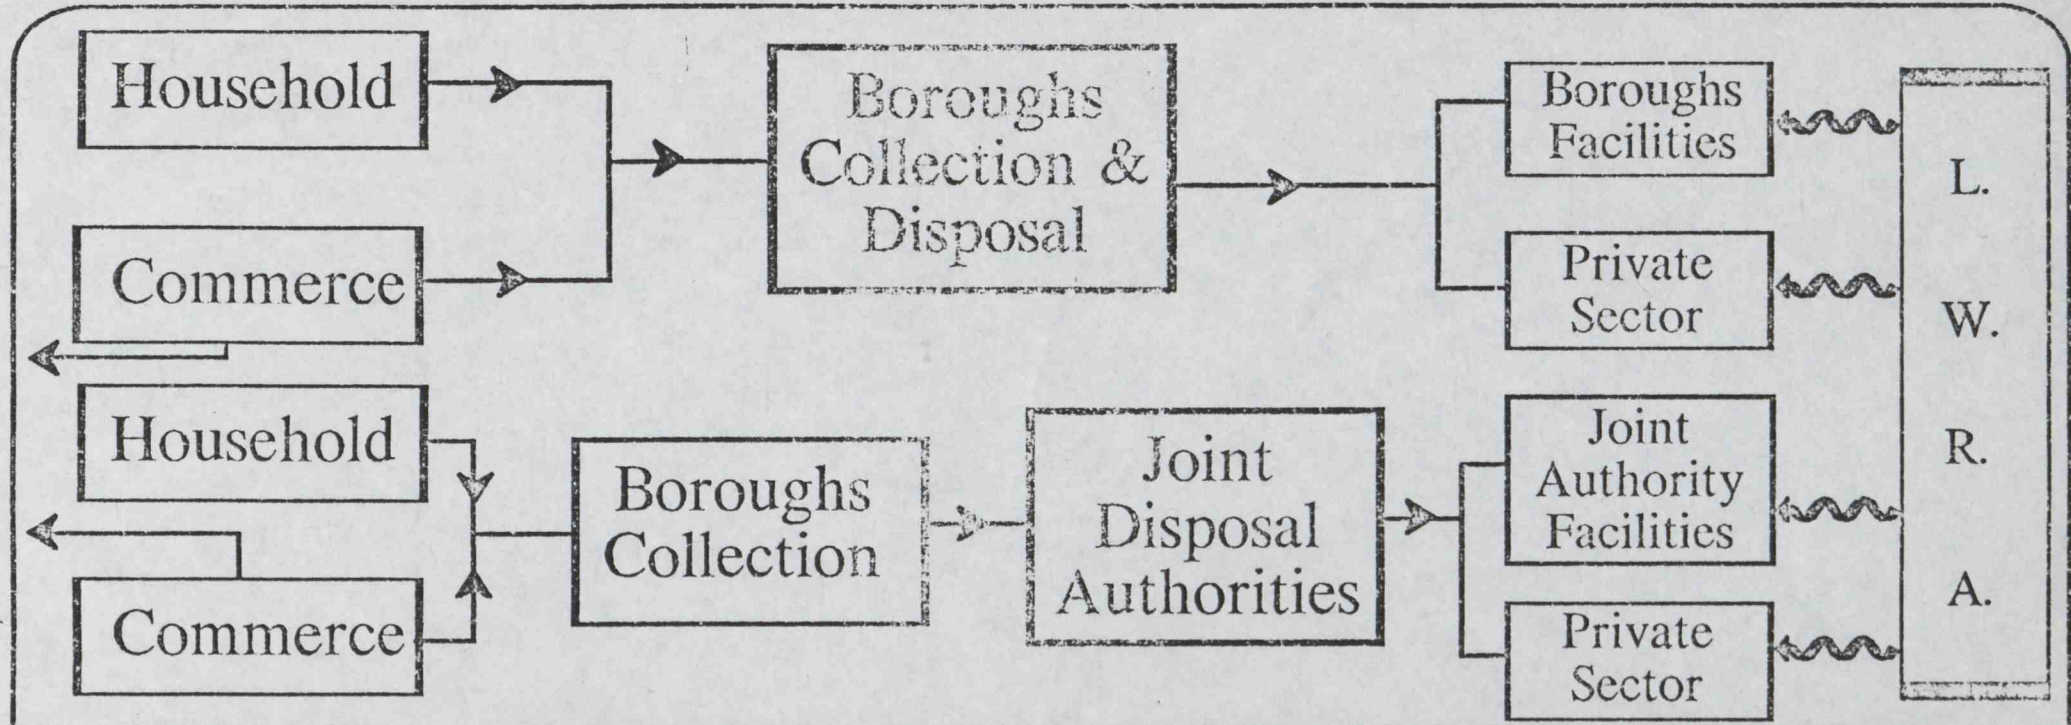 Household
Commerce
Boroughs
Collection &
Disposal
Boroughs
Facilities
Private
Sector
Household
Commerce
Boroughs
Collection
Joint
Disposal
Authorities
Joint
Authority
Facilities
Private
Sector
L.
W.
R.
A.